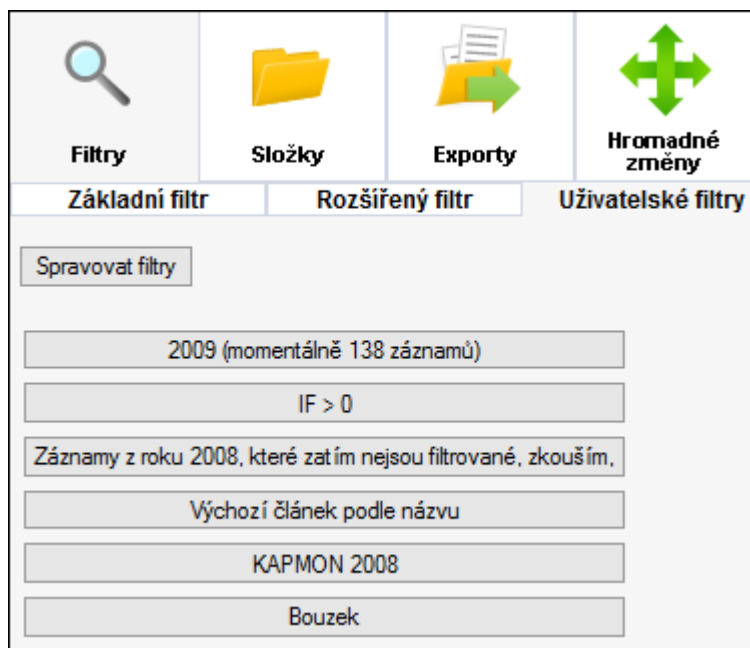 Filtry
Složky
Exporty
Hromadné
změny
Základní filtr
Rozšířený filtr
Uživatelské filtry
Spravovat filtry
2009 (momentálně 138 záznamů)
IF > 0
Záznamy z roku 2008, které zatím nejsou filtrované, zkouším,
Výchozí článek podle názvu
KAPMON 2008
Bouzek